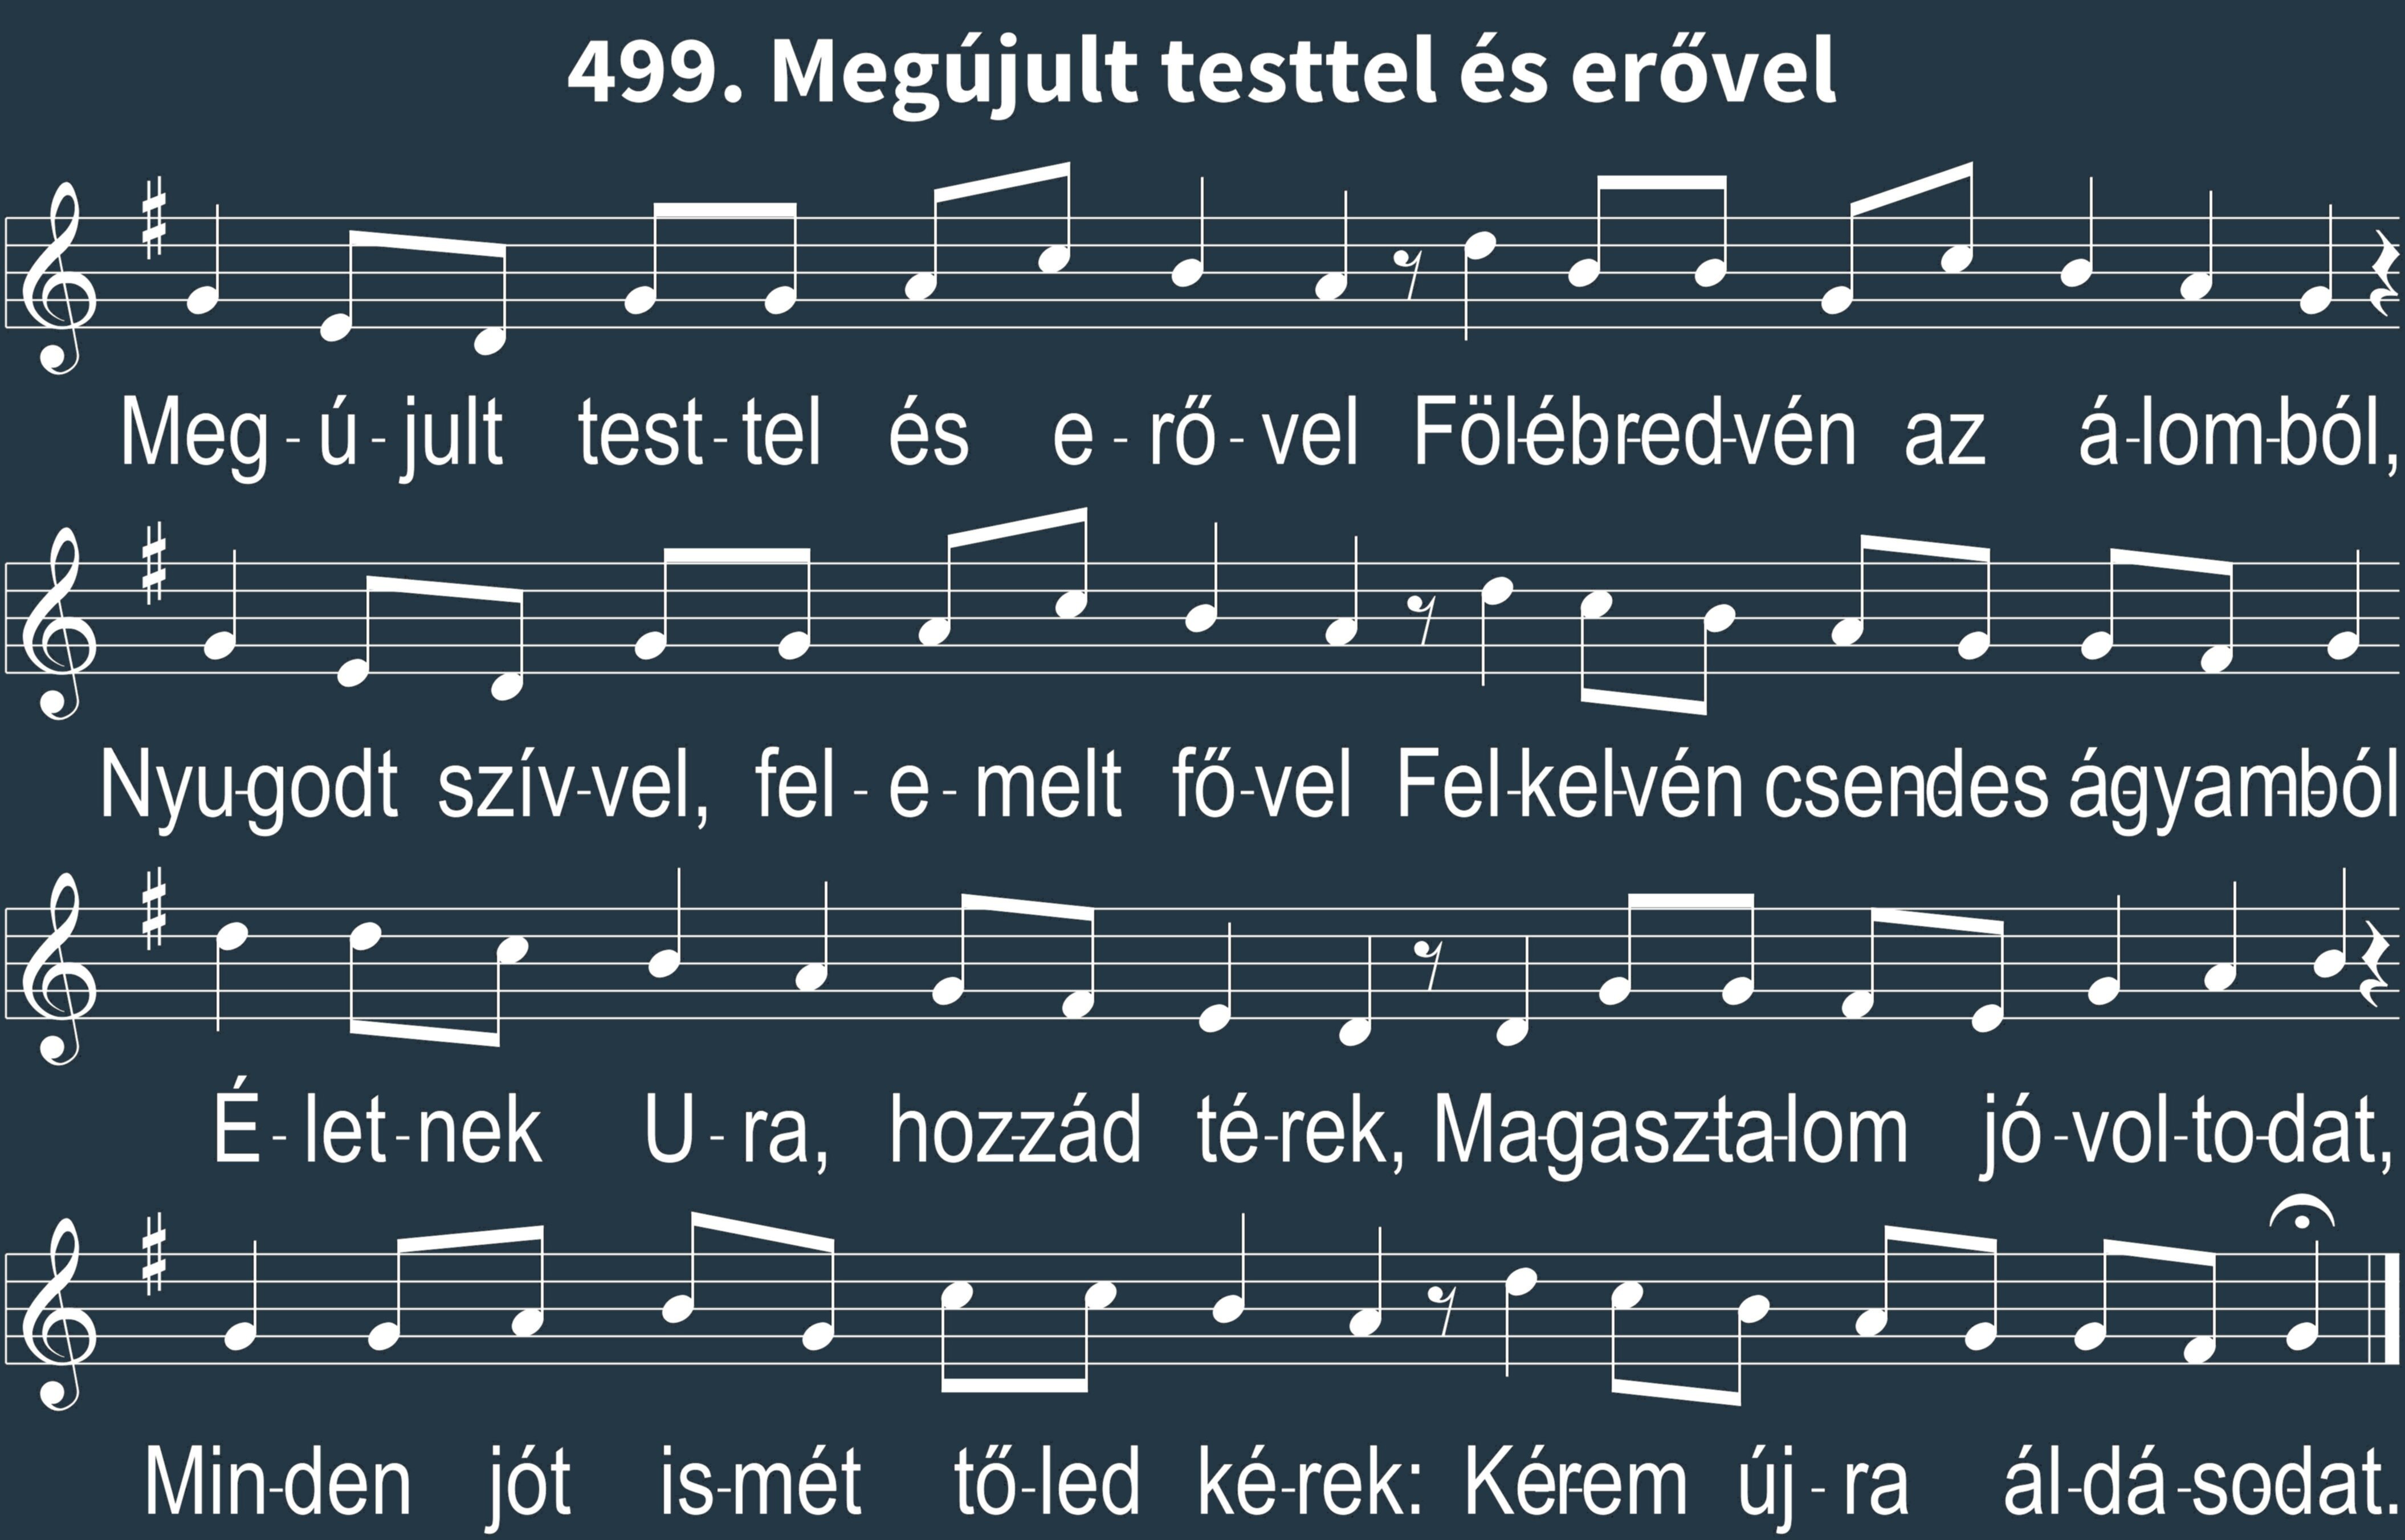 499. Megújult testtel és erővel
Meg-ú-jult test-tel és e-rő-vel Föl-éb-red-vén az á-lom-ból,
Nyu-godt szív-vel, fel-e-melt fő-vel Fel-kel-vén csen-des á-gyam-ból
É-let-nek U-ra, hoz-zád té-rek, Ma-gasz-ta-lom jó-vol-to-dat,
Min-den jót is-mét tő-led ké-rek: Ké-rem új-ra ál-dá-so-dat.